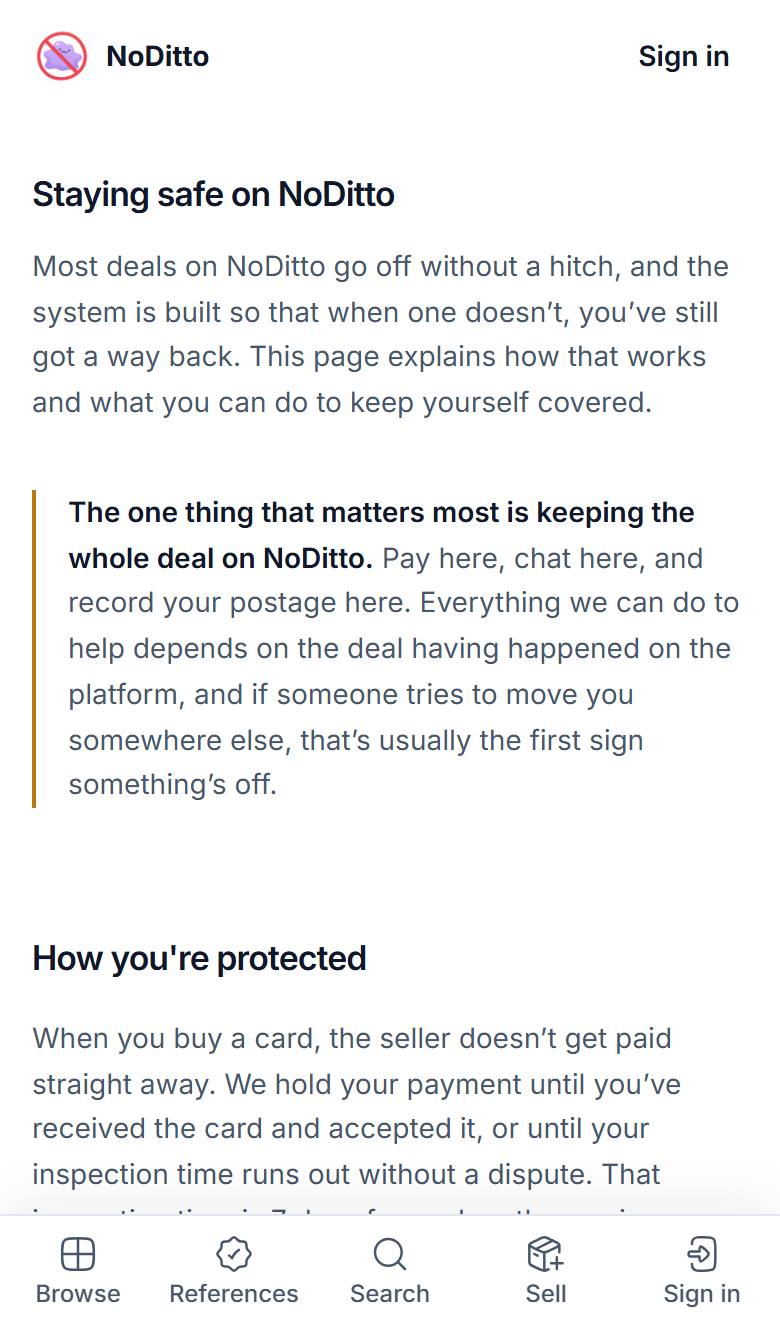 NoDitto
Sign in
Staying safe on NoDitto
Most deals on NoDitto go off without a hitch, and the
system is built so that when one doesn’t, you’ve still
got a way back. This page explains how that works
and what you can do to keep yourself covered.
The one thing that matters most is keeping the
whole deal on NoDitto. Pay here, chat here, and
record your postage here. Everything we can do to
help depends on the deal having happened on the
platform, and if someone tries to move you
somewhere else, that’s usually the first sign
something’s off.
How you're protected
When you buy a card, the seller doesn’t get paid
straight away. We hold your payment until you’ve
received the card and accepted it, or until your
inspection time runs out without a dispute. That
Browse
References
Search
Sell
Sign in